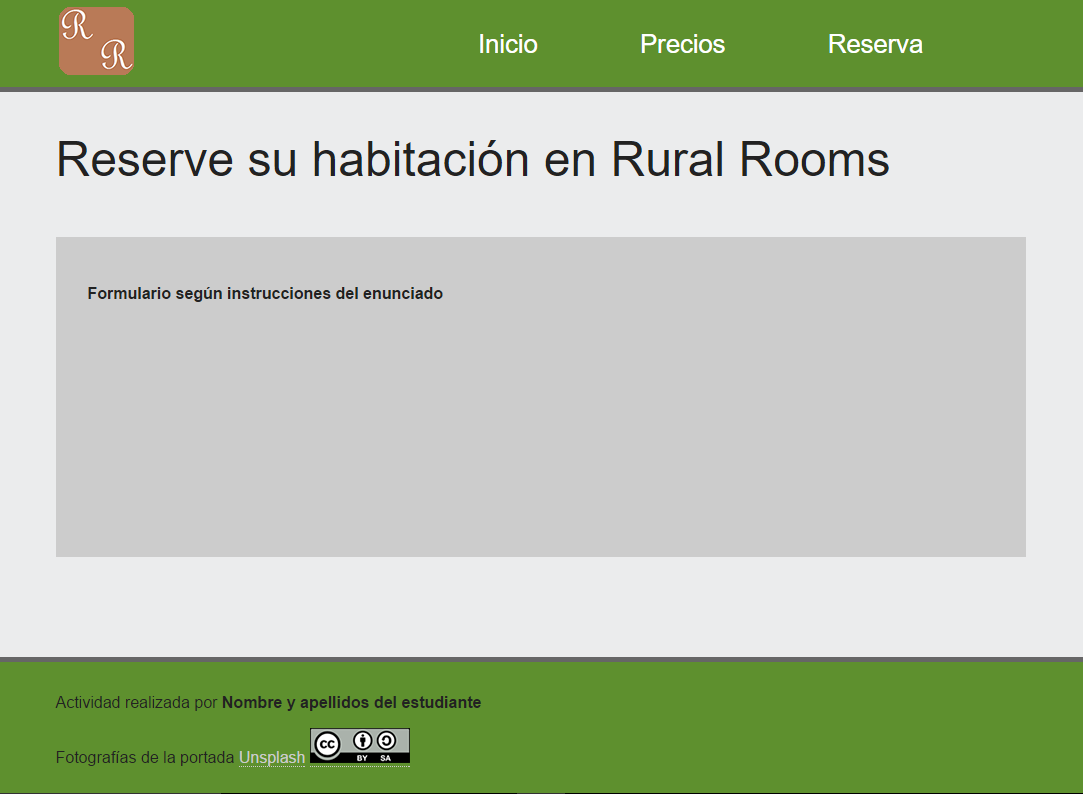 R
R
Inicio Precios Reserva
Reserve su habitación en Rural Rooms
Formulario según instrucciones del enunciado
Actividad realizada por Nombre y apellidos del estudiante
Fotografías de la portada Unsplash cc BY SA